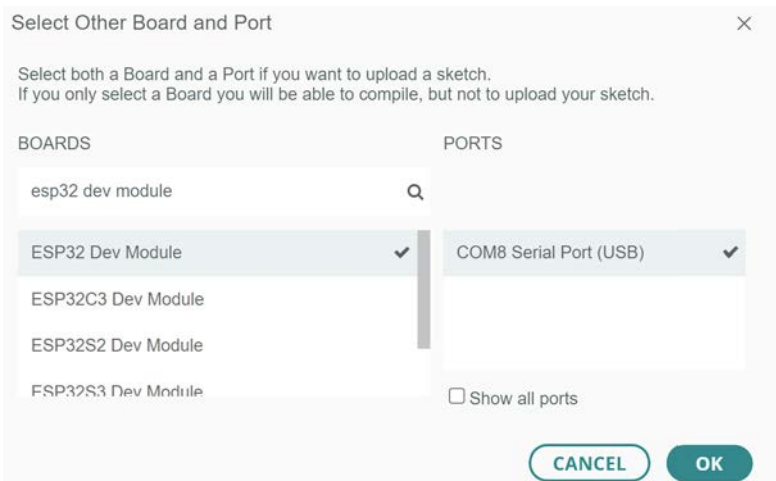 Select Other Board and Port
Select both a Board and a Port if you want to upload a sketch.
If you only select a Board you will be able to compile, but not to upload your sketch.
BOARDS
PORTS
esp32 dev module
ESP32 Dev Module
COM8 Serial Port (USB)
ESP32C3 Dev Module
ESP32S2 Dev Module
ESP32S3 Dev Module
Show all ports
CANCEL
OK